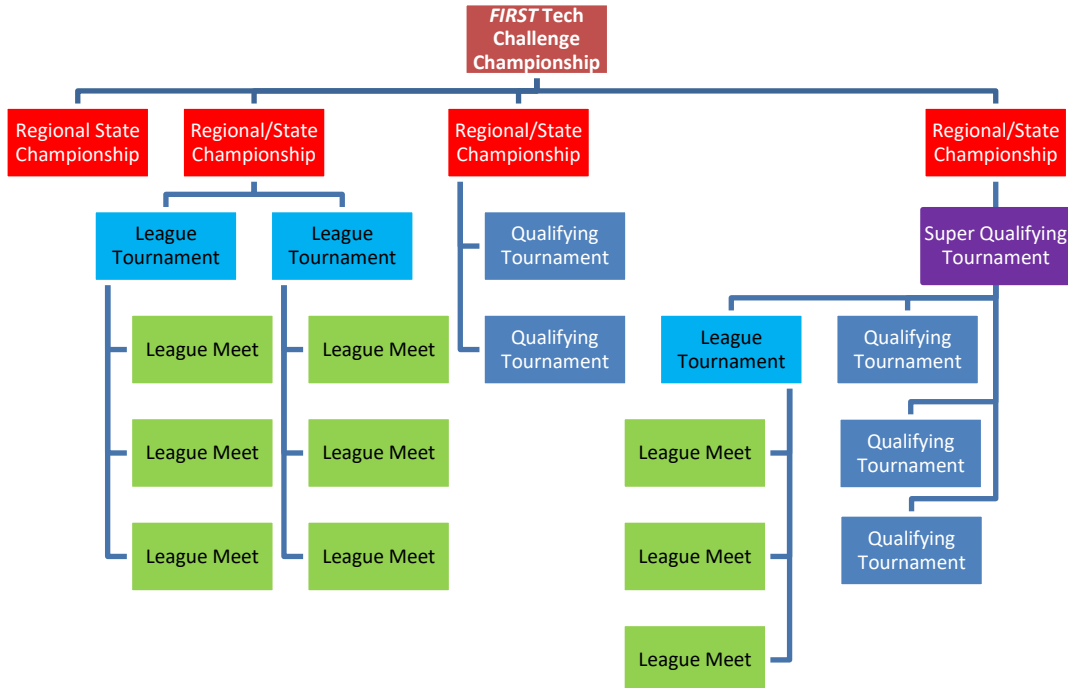 FIRST Tech
Challenge
Championship
Regional State
Championship
Regional/State
Championship
Regional/State
Championship
Regional/State
Championship
League
Tournament
League
Tournament
Qualifying
Tournament
Super Qualifying
Tournament
League Meet
League Meet
Qualifying
Tournament
League
Tournament
Qualifying
Tournament
League Meet
League Meet
League Meet
Qualifying
Tournament
League Meet
League Meet
League Meet
Qualifying
Tournament
League Meet